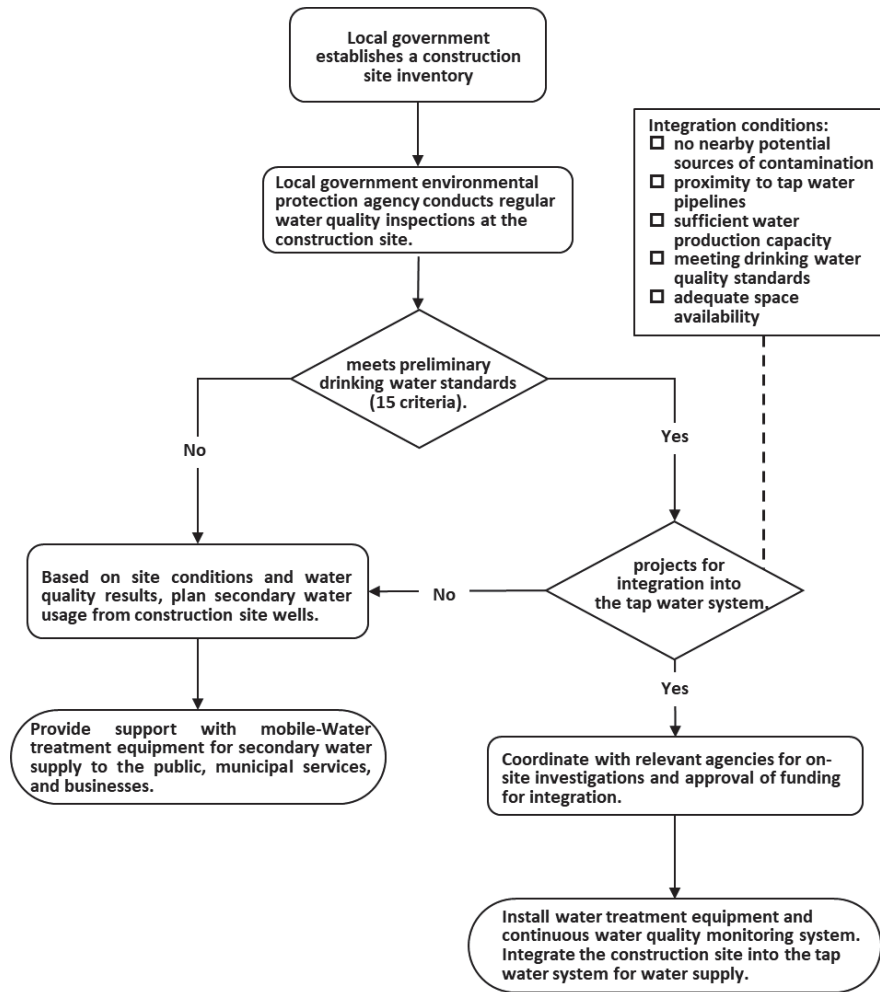 Local government
establishes a construction
site inventory
Integration conditions:
no nearby potential
sources of contamination
proximity to tap water
pipelines
sufficient water
production capacity
meeting drinking water
quality standards
adequate space
availability
Local government environmental
protection agency conducts regular
water quality inspections at the
construction site.
meets preliminary
drinking water standards
(15 criteria).
No
Yes
projects for
integration into
the tap water system.
No
Based on site conditions and water
quality results, plan secondary water
usage from construction site wells.
Yes
Provide support with mobile-Water
treatment equipment for secondary water
supply to the public, municipal services,
and businesses.
Coordinate with relevant agencies for on-
site investigations and approval of funding
for integration.
Install water treatment equipment and
continuous water quality monitoring system.
Integrate the construction site into the tap
water system for water supply.